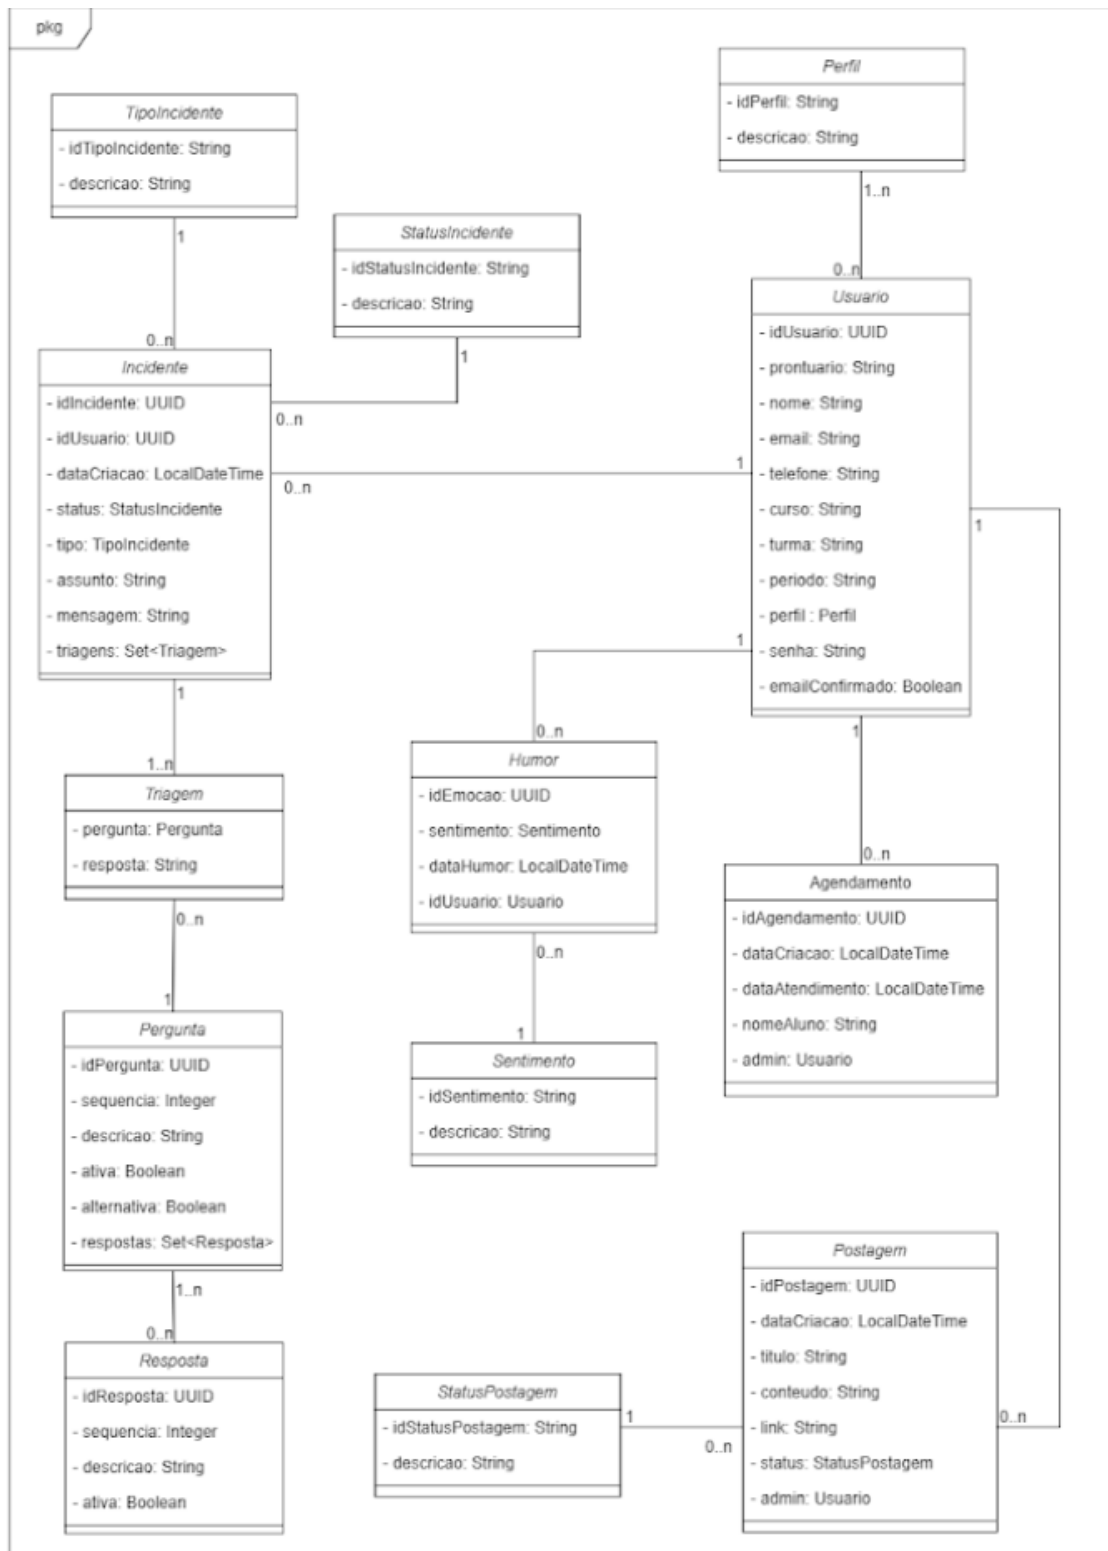 pkg
Perfil
- idPerfil: String
- descricao: String
1..n
0..n
TipoIncidente
- idTipoIncidente: String
- descricao: String
1
0..n
StatusIncidente
- idStatusIncidente: String
- descricao: String
1
0..n
Incidente
- idIncidente: UUID
- idUsuario: UUID
- dataCriacao: LocalDateTime
- status: StatusIncidente
- tipo: TipoIncidente
- assunto: String
- mensagem: String
- triagens: Set<Triagem>
0..n
1
1
1..n
Usuario
- idUsuario: UUID
- prontuario: String
- nome: String
- email: String
- telefone: String
- curso: String
- turma: String
- periodo: String
- perfil : Perfil
- senha: String
- emailConfirmado: Boolean
1
1
1
0..n
0..n
Triagem
- pergunta: Pergunta
- resposta: String
0..n
1
Humor
- idEmocao: UUID
- sentimento: Sentimento
- dataHumor: LocalDateTime
- idUsuario: Usuario
0..n
1
Agendamento
- idAgendamento: UUID
- dataCriacao: LocalDateTime
- dataAtendimento: LocalDateTime
- nomeAluno: String
- admin: Usuario
Pergunta
- idPergunta: UUID
- sequencia: Integer
- descricao: String
- ativa: Boolean
- alternativa: Boolean
- respostas: Set<Resposta>
1..n
0..n
Sentimento
- idSentimento: String
- descricao: String
Resposta
- idResposta: UUID
- sequencia: Integer
- descricao: String
- ativa: Boolean
StatusPostagem
- idStatusPostagem: String
- descricao: String
1
0..n
Postagem
- idPostagem: UUID
- dataCriacao: LocalDateTime
- titulo: String
- conteudo: String
- link: String
- status: StatusPostagem
- admin: Usuario
0..n